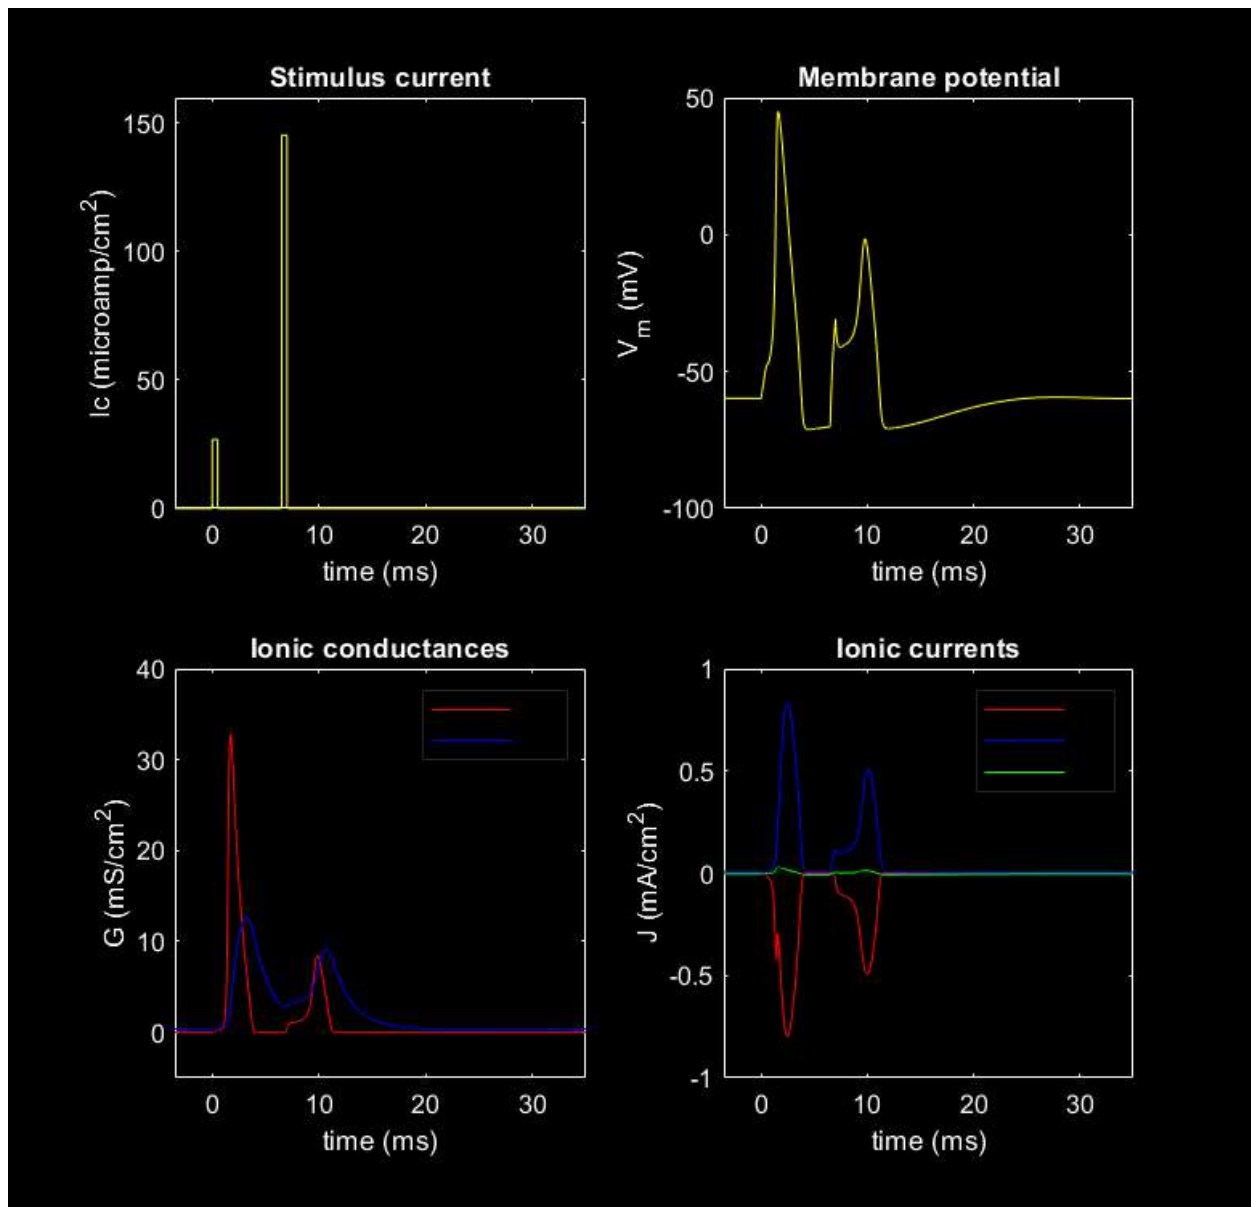 Stimulus current
150
100
50
0
0 10 20 30
Ic (microamp/cm²)
time (ms)
Membrane potential
50
0
-50
-100
0 10 20 30
Vₘ (mV)
time (ms)
Ionic conductances
40
30
20
10
0
0 10 20 30
G (mS/cm²)
time (ms)
Ionic currents
1
0.5
0
-0.5
-1
0 10 20 30
J (mA/cm²)
time (ms)